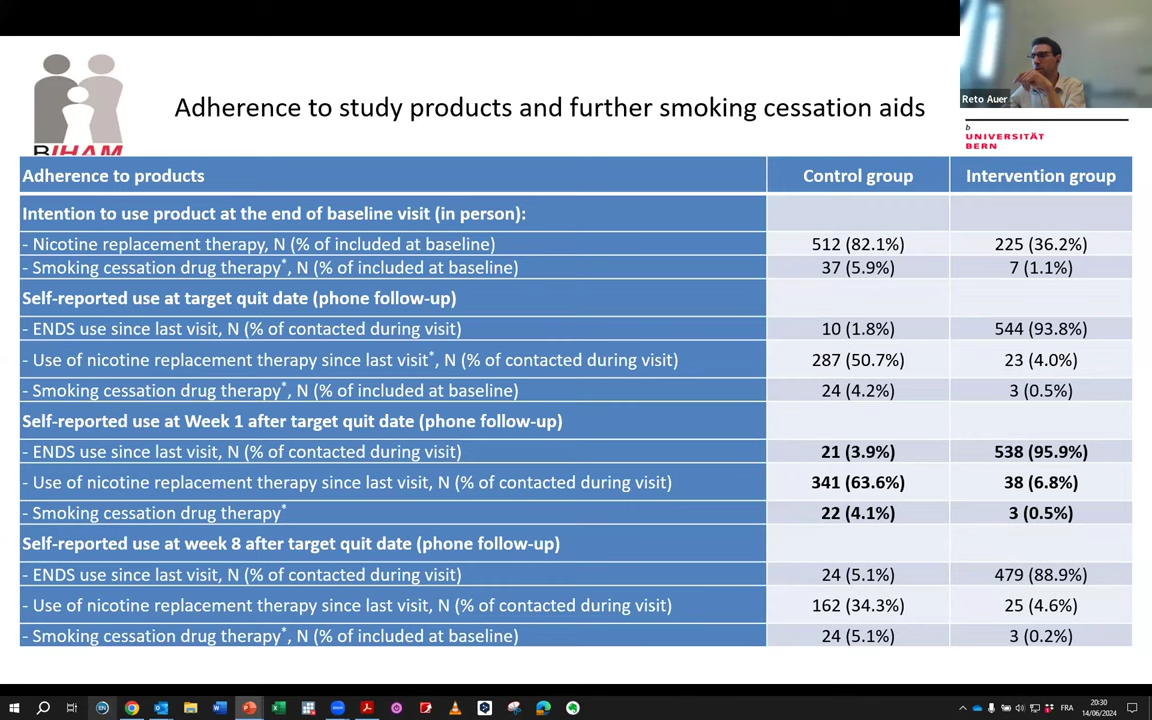 Adherence to study products and further smoking cessation aids
Reto Auer
BIHAM
b
UNIVERSITÄT
BERN
Adherence to products Control group Intervention group
Intention to use product at the end of baseline visit (in person):
- Nicotine replacement therapy, N (% of included at baseline) 512 (82.1%) 225 (36.2%)
- Smoking cessation drug therapy*, N (% of included at baseline) 37 (5.9%) 7 (1.1%)
Self-reported use at target quit date (phone follow-up)
- ENDS use since last visit, N (% of contacted during visit) 10 (1.8%) 544 (93.8%)
- Use of nicotine replacement therapy since last visit*, N (% of contacted during visit) 287 (50.7%) 23 (4.0%)
- Smoking cessation drug therapy*, N (% of included at baseline) 24 (4.2%) 3 (0.5%)
Self-reported use at Week 1 after target quit date (phone follow-up)
- ENDS use since last visit, N (% of contacted during visit) 21 (3.9%) 538 (95.9%)
- Use of nicotine replacement therapy since last visit, N (% of contacted during visit) 341 (63.6%) 38 (6.8%)
- Smoking cessation drug therapy* 22 (4.1%) 3 (0.5%)
Self-reported use at week 8 after target quit date (phone follow-up)
- ENDS use since last visit, N (% of contacted during visit) 24 (5.1%) 479 (88.9%)
- Use of nicotine replacement therapy since last visit, N (% of contacted during visit) 162 (34.3%) 25 (4.6%)
- Smoking cessation drug therapy*, N (% of included at baseline) 24 (5.1%) 3 (0.2%)
FRA
20:30
14/06/2024